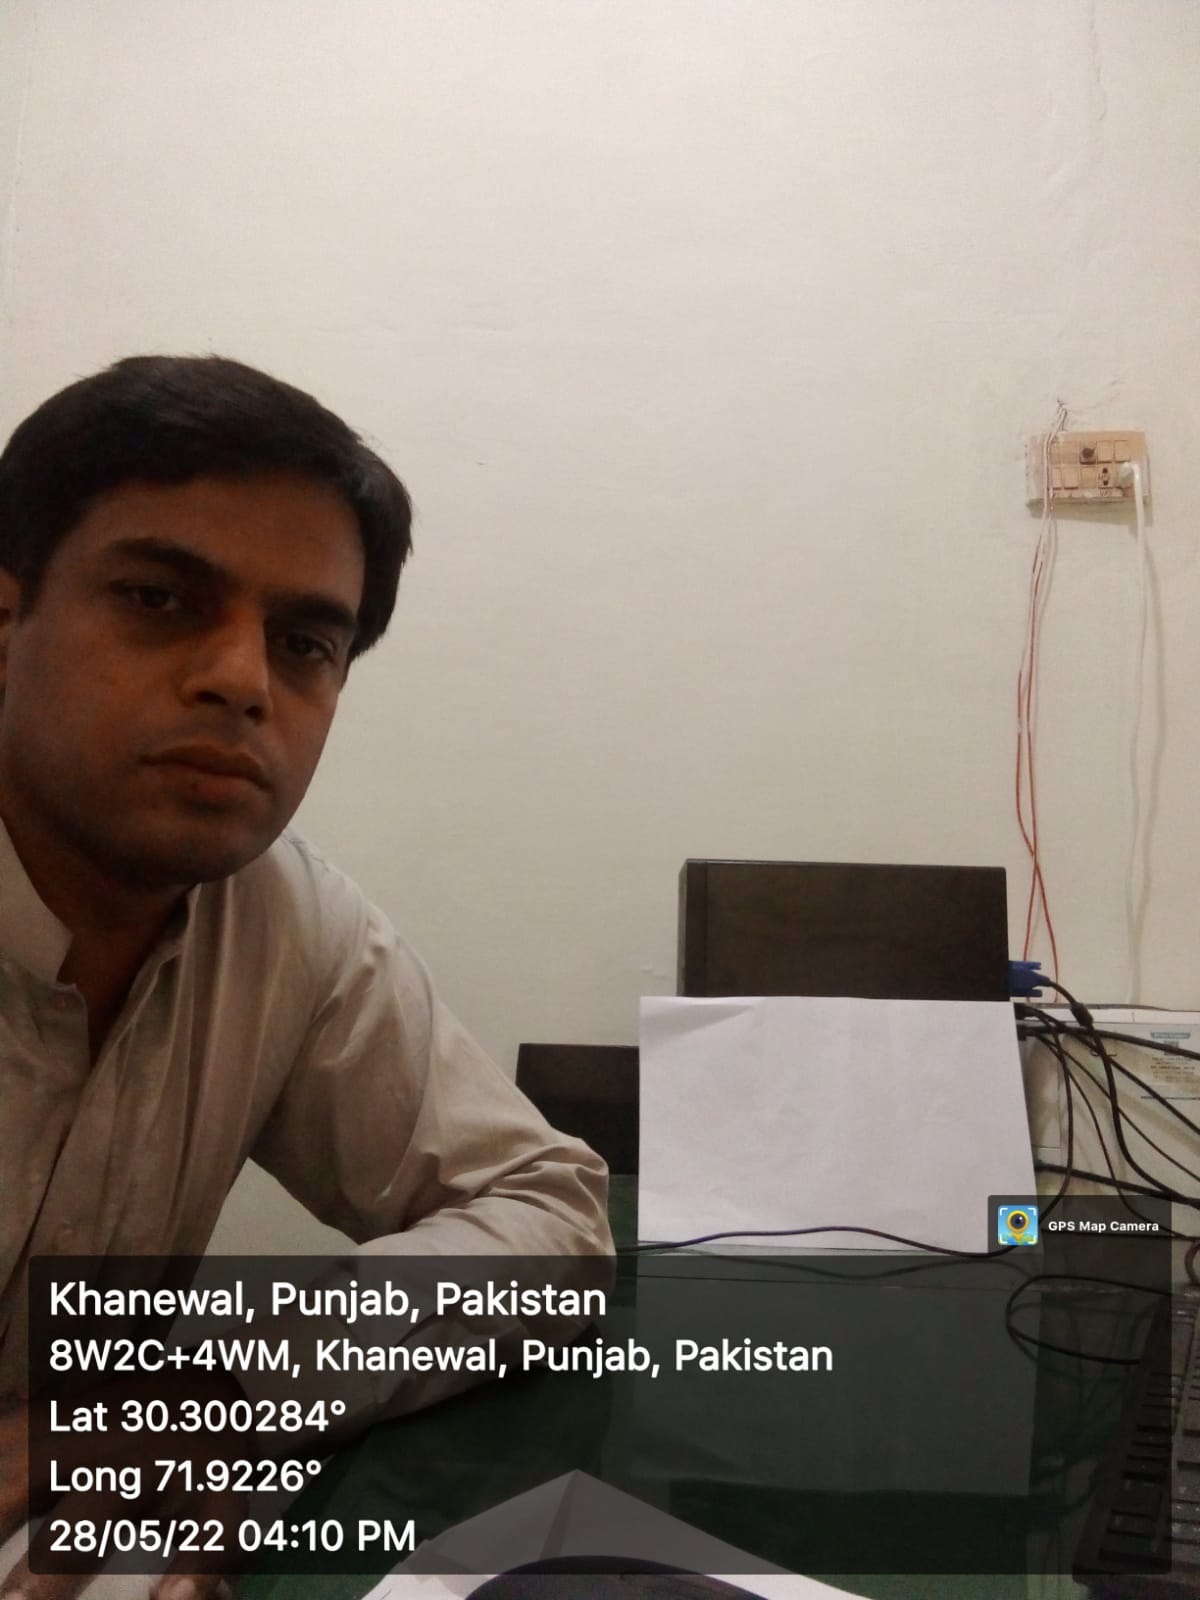 GPS Map Camera
Khanewal, Punjab, Pakistan
8W2C+4WM, Khanewal, Punjab, Pakistan
Lat 30.300284°
Long 71.9226°
28/05/22 04:10 PM